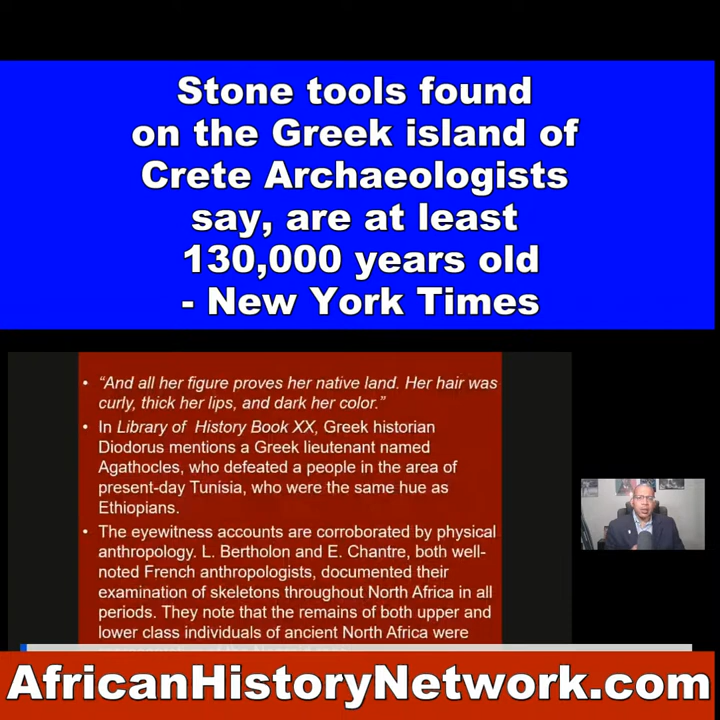 Stone tools found
on the Greek island of
Crete Archaeologists
say, are at least
130,000 years old
- New York Times
• “And all her figure proves her native land. Her hair was
curly, thick her lips, and dark her color.”
• In Library of History Book XX, Greek historian
Diodorus mentions a Greek lieutenant named
Agathocles, who defeated a people in the area of
present-day Tunisia, who were the same hue as
Ethiopians.
• The eyewitness accounts are corroborated by physical
anthropology. L. Bertholon and E. Chantre, both well-
noted French anthropologists, documented their
examination of skeletons throughout North Africa in all
periods. They note that the remains of both upper and
lower class individuals of ancient North Africa were
AfricanHistoryNetwork.com